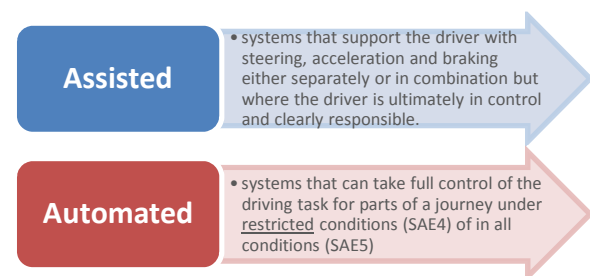 Assisted
• systems that support the driver with
steering, acceleration and braking
either separately or in combination but
where the driver is ultimately in control
and clearly responsible.
Automated
• systems that can take full control of the
driving task for parts of a journey under
restricted conditions (SAE4) of in all
conditions (SAE5)